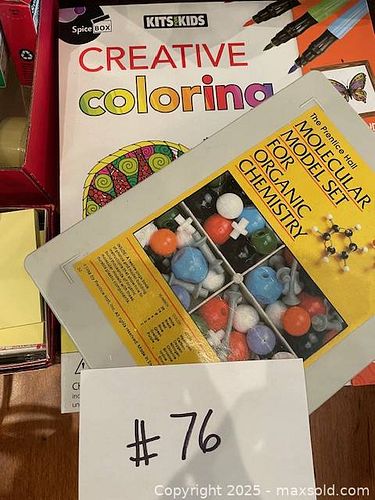 Spice BOX
KITS FOR KIDS
CREATIVE
coloring
The Prentice Hall
MOLECULAR
MODEL SET
FOR
ORGANIC
CHEMISTRY
# 76
Copyright © 2025 - maxsold.com